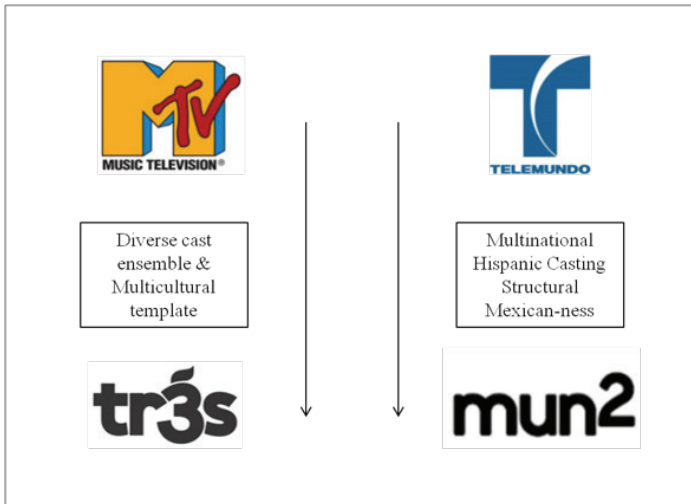 MTV
MUSIC TELEVISION®
T
TELEMUNDO
Diverse cast
ensemble &
Multicultural
template
Multinational
Hispanic Casting
Structural
Mexican-ness
tr3s
mun2